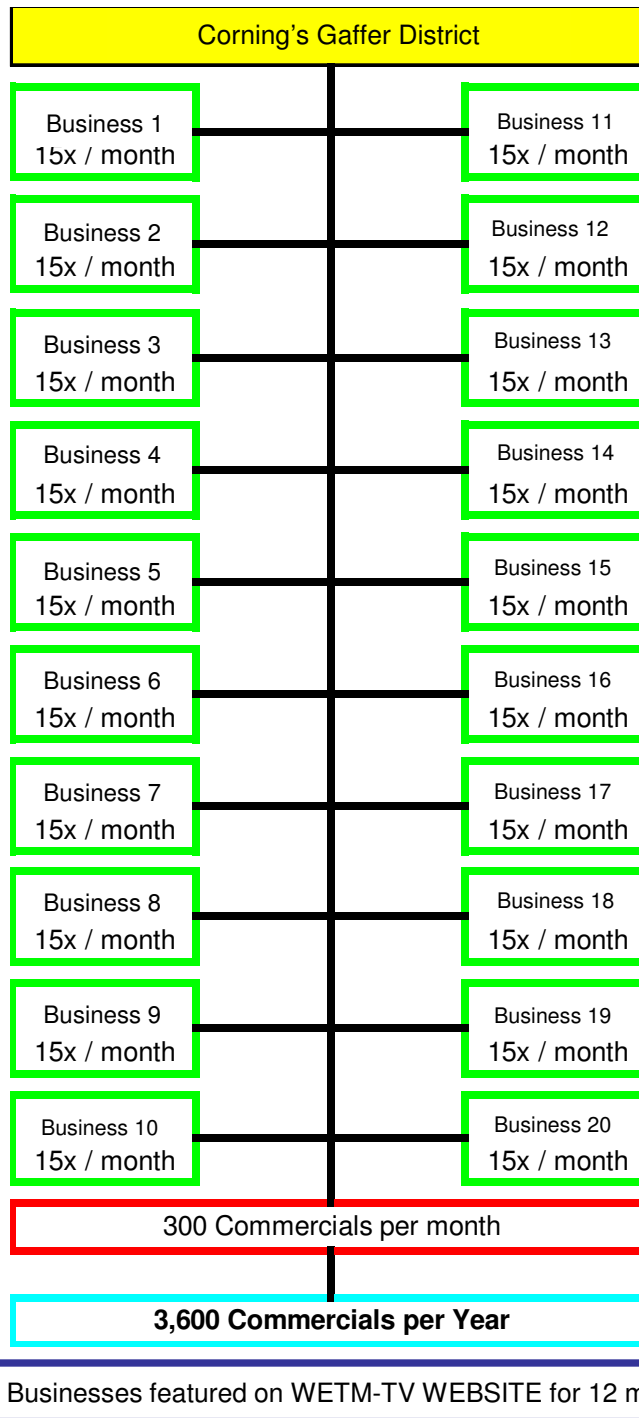 Corning’s Gaffer District
Business 1
15x / month
Business 11
15x / month
Business 2
15x / month
Business 12
15x / month
Business 3
15x / month
Business 13
15x / month
Business 4
15x / month
Business 14
15x / month
Business 5
15x / month
Business 15
15x / month
Business 6
15x / month
Business 16
15x / month
Business 7
15x / month
Business 17
15x / month
Business 8
15x / month
Business 18
15x / month
Business 9
15x / month
Business 19
15x / month
Business 10
15x / month
Business 20
15x / month
300 Commercials per month
3,600 Commercials per Year
Businesses featured on WETM-TV WEBSITE for 12